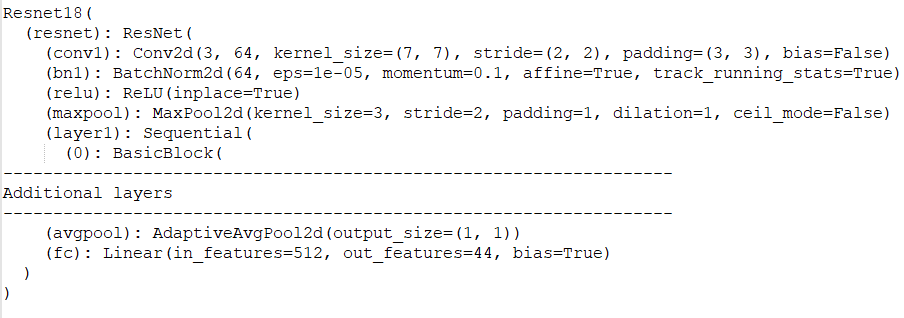 Resnet18(
  (resnet): ResNet(
    (conv1): Conv2d(3, 64, kernel_size=(7, 7), stride=(2, 2), padding=(3, 3), bias=False)
    (bn1): BatchNorm2d(64, eps=1e-05, momentum=0.1, affine=True, track_running_stats=True)
    (relu): ReLU(inplace=True)
    (maxpool): MaxPool2d(kernel_size=3, stride=2, padding=1, dilation=1, ceil_mode=False)
    (layer1): Sequential(
      (0): BasicBlock(
-------------------------------------------------------------------
Additional layers
-------------------------------------------------------------------
    (avgpool): AdaptiveAvgPool2d(output_size=(1, 1))
    (fc): Linear(in_features=512, out_features=44, bias=True)
  )
)